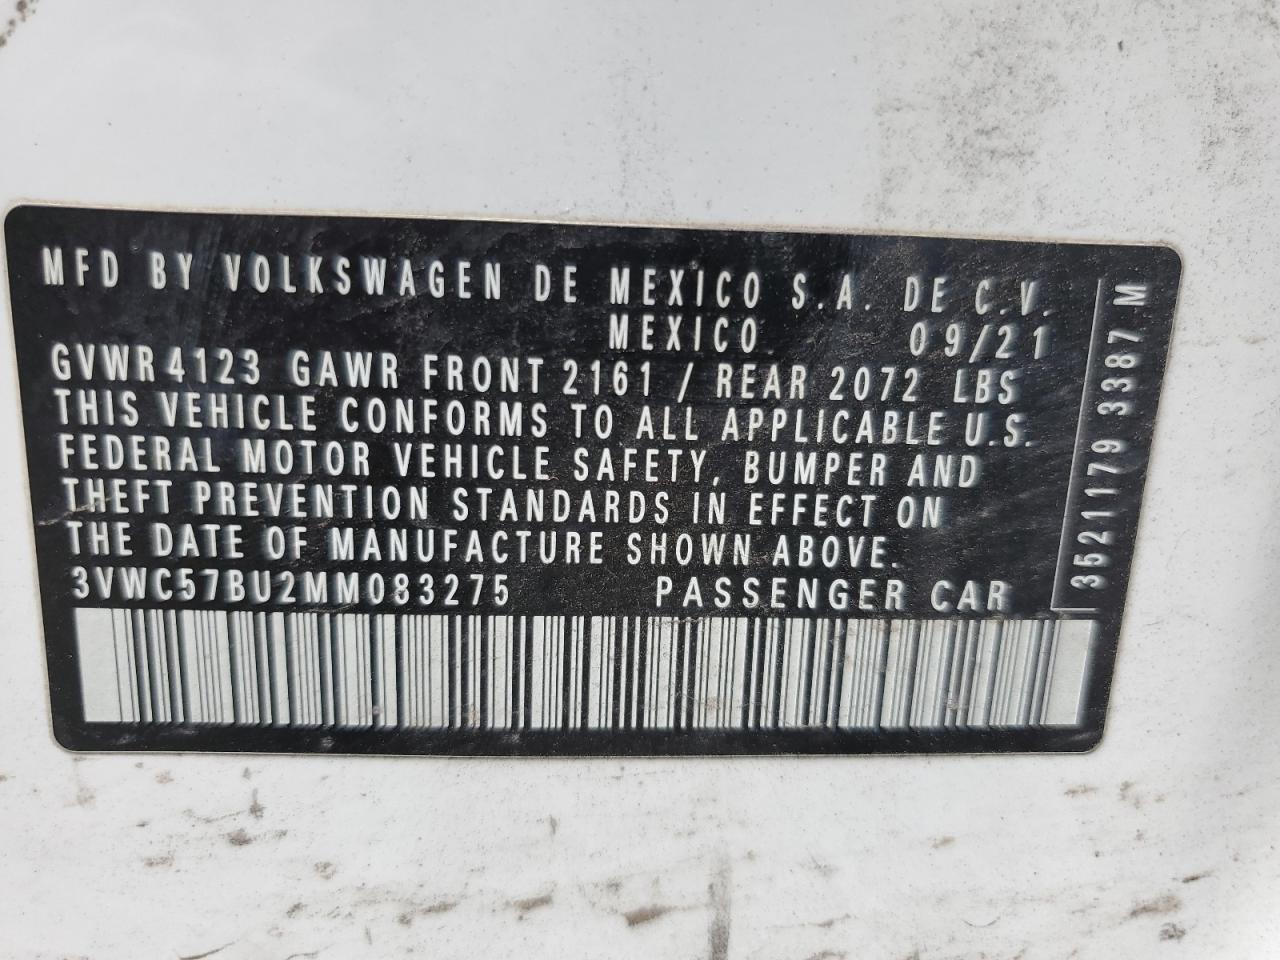 MFD BY VOLKSWAGEN DE MEXICO S.A. DE C.V.
MEXICO 09/21
GVWR 4123 GAWR FRONT 2161 / REAR 2072 LBS
THIS VEHICLE CONFORMS TO ALL APPLICABLE U.S.
FEDERAL MOTOR VEHICLE SAFETY, BUMPER AND
THEFT PREVENTION STANDARDS IN EFFECT ON
THE DATE OF MANUFACTURE SHOWN ABOVE.
3VWC57BU2MM083275 PASSENGER CAR
3521179 3387 M